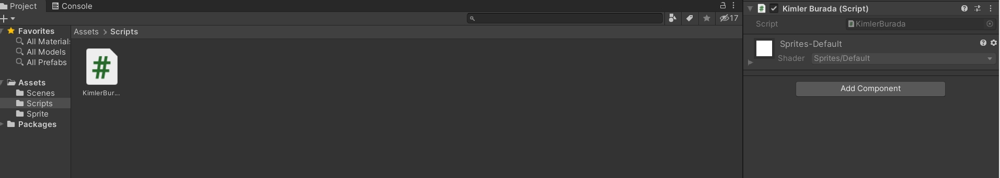 Project
Console
17
Favorites
All Materials
All Models
All Prefabs
Assets
Scenes
Scripts
Sprite
Packages
Assets > Scripts
KimlerBur...
Kimler Burada (Script)
Script
KimlerBurada
Sprites-Default
Shader
Sprites/Default
Add Component